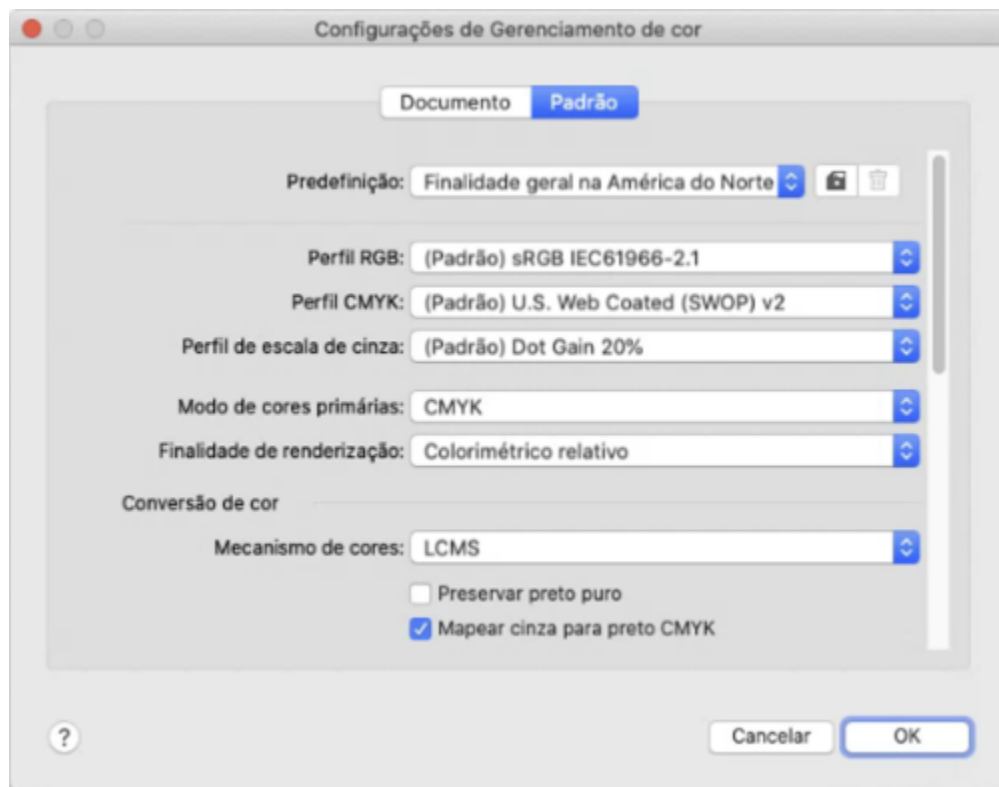 Configurações de Gerenciamento de cor
Documento Padrão
Predefinição: Finalidade geral na América do Norte
Perfil RGB: (Padrão) sRGB IEC61966-2.1
Perfil CMYK: (Padrão) U.S. Web Coated (SWOP) v2
Perfil de escala de cinza: (Padrão) Dot Gain 20%
Modo de cores primárias: CMYK
Finalidade de renderização: Colorimétrico relativo
Conversão de cor
Mecanismo de cores: LCMS
Preservar preto puro
Mapear cinza para preto CMYK
? Cancelar OK